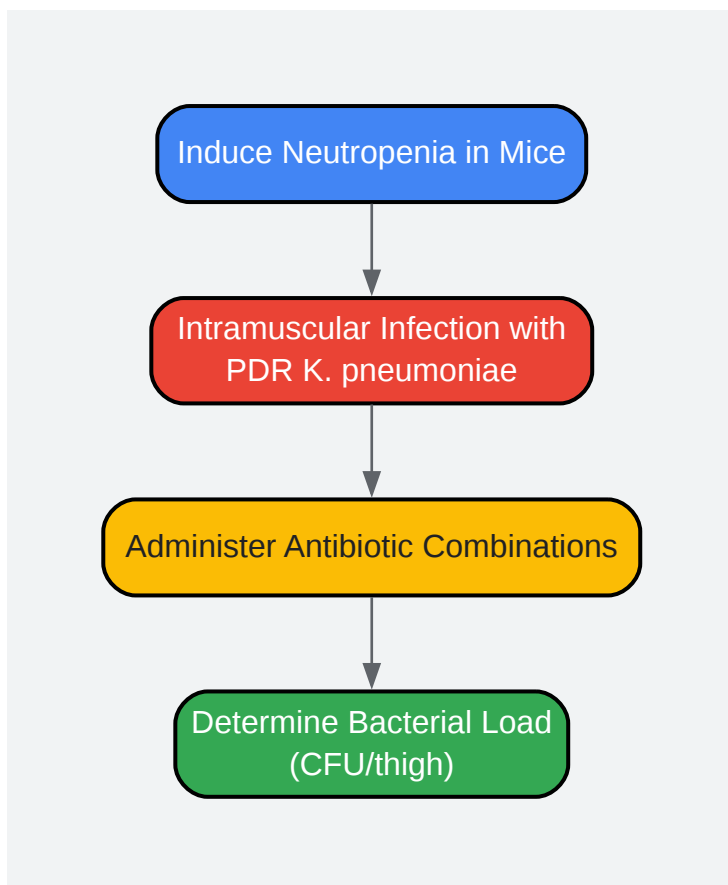 Induce Neutropenia in Mice
Intramuscular Infection with
PDR K. pneumoniae
Administer Antibiotic Combinations
Determine Bacterial Load
(CFU/thigh)